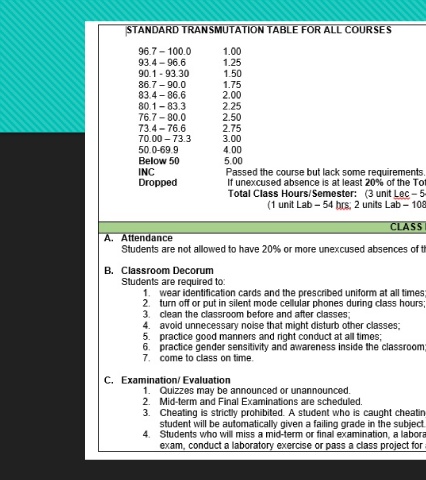 STANDARD TRANSMUTATION TABLE FOR ALL COURSES
96.7 – 100.0 1.00
93.4 – 96.6 1.25
90.1 - 93.30 1.50
86.7 – 90.0 1.75
83.4 – 86.6 2.00
80.1 – 83.3 2.25
76.7 – 80.0 2.50
73.4 – 76.6 2.75
70.00 – 73.3 3.00
50.0-69.9 4.00
Below 50 5.00
INC Passed the course but lack some requirements.
Dropped If unexcused absence is at least 20% of the Tot
Total Class Hours/Semester: (3 unit Lec – 5
(1 unit Lab – 54 hrs; 2 units Lab – 108
CLASS
A. Attendance
Students are not allowed to have 20% or more unexcused absences of th
B. Classroom Decorum
Students are required to:
1. wear identification cards and the prescribed uniform at all times;
2. turn off or put in silent mode cellular phones during class hours;
3. clean the classroom before and after classes;
4. avoid unnecessary noise that might disturb other classes;
5. practice good manners and right conduct at all times;
6. practice gender sensitivity and awareness inside the classroom;
7. come to class on time.
C. Examination/ Evaluation
1. Quizzes may be announced or unannounced.
2. Mid-term and Final Examinations are scheduled.
3. Cheating is strictly prohibited. A student who is caught cheatin
student will be automatically given a failing grade in the subject.
4. Students who will miss a mid-term or final examination, a labora
exam, conduct a laboratory exercise or pass a class project for